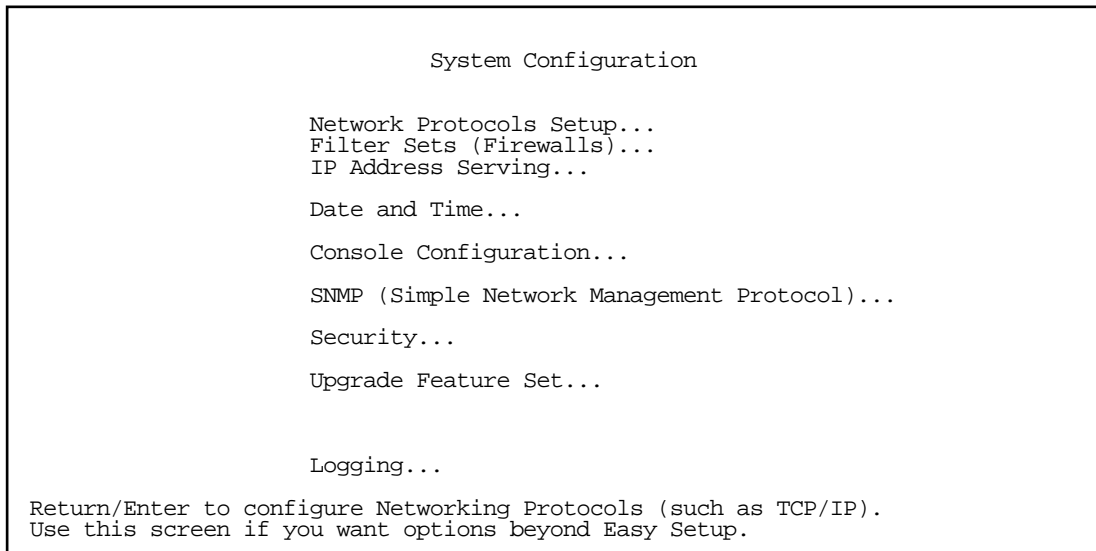 System Configuration
Network Protocols Setup...
Filter Sets (Firewalls)...
IP Address Serving...
Date and Time...
Console Configuration...
SNMP (Simple Network Management Protocol)...
Security...
Upgrade Feature Set...
Logging...
Return/Enter to configure Networking Protocols (such as TCP/IP).
Use this screen if you want options beyond Easy Setup.